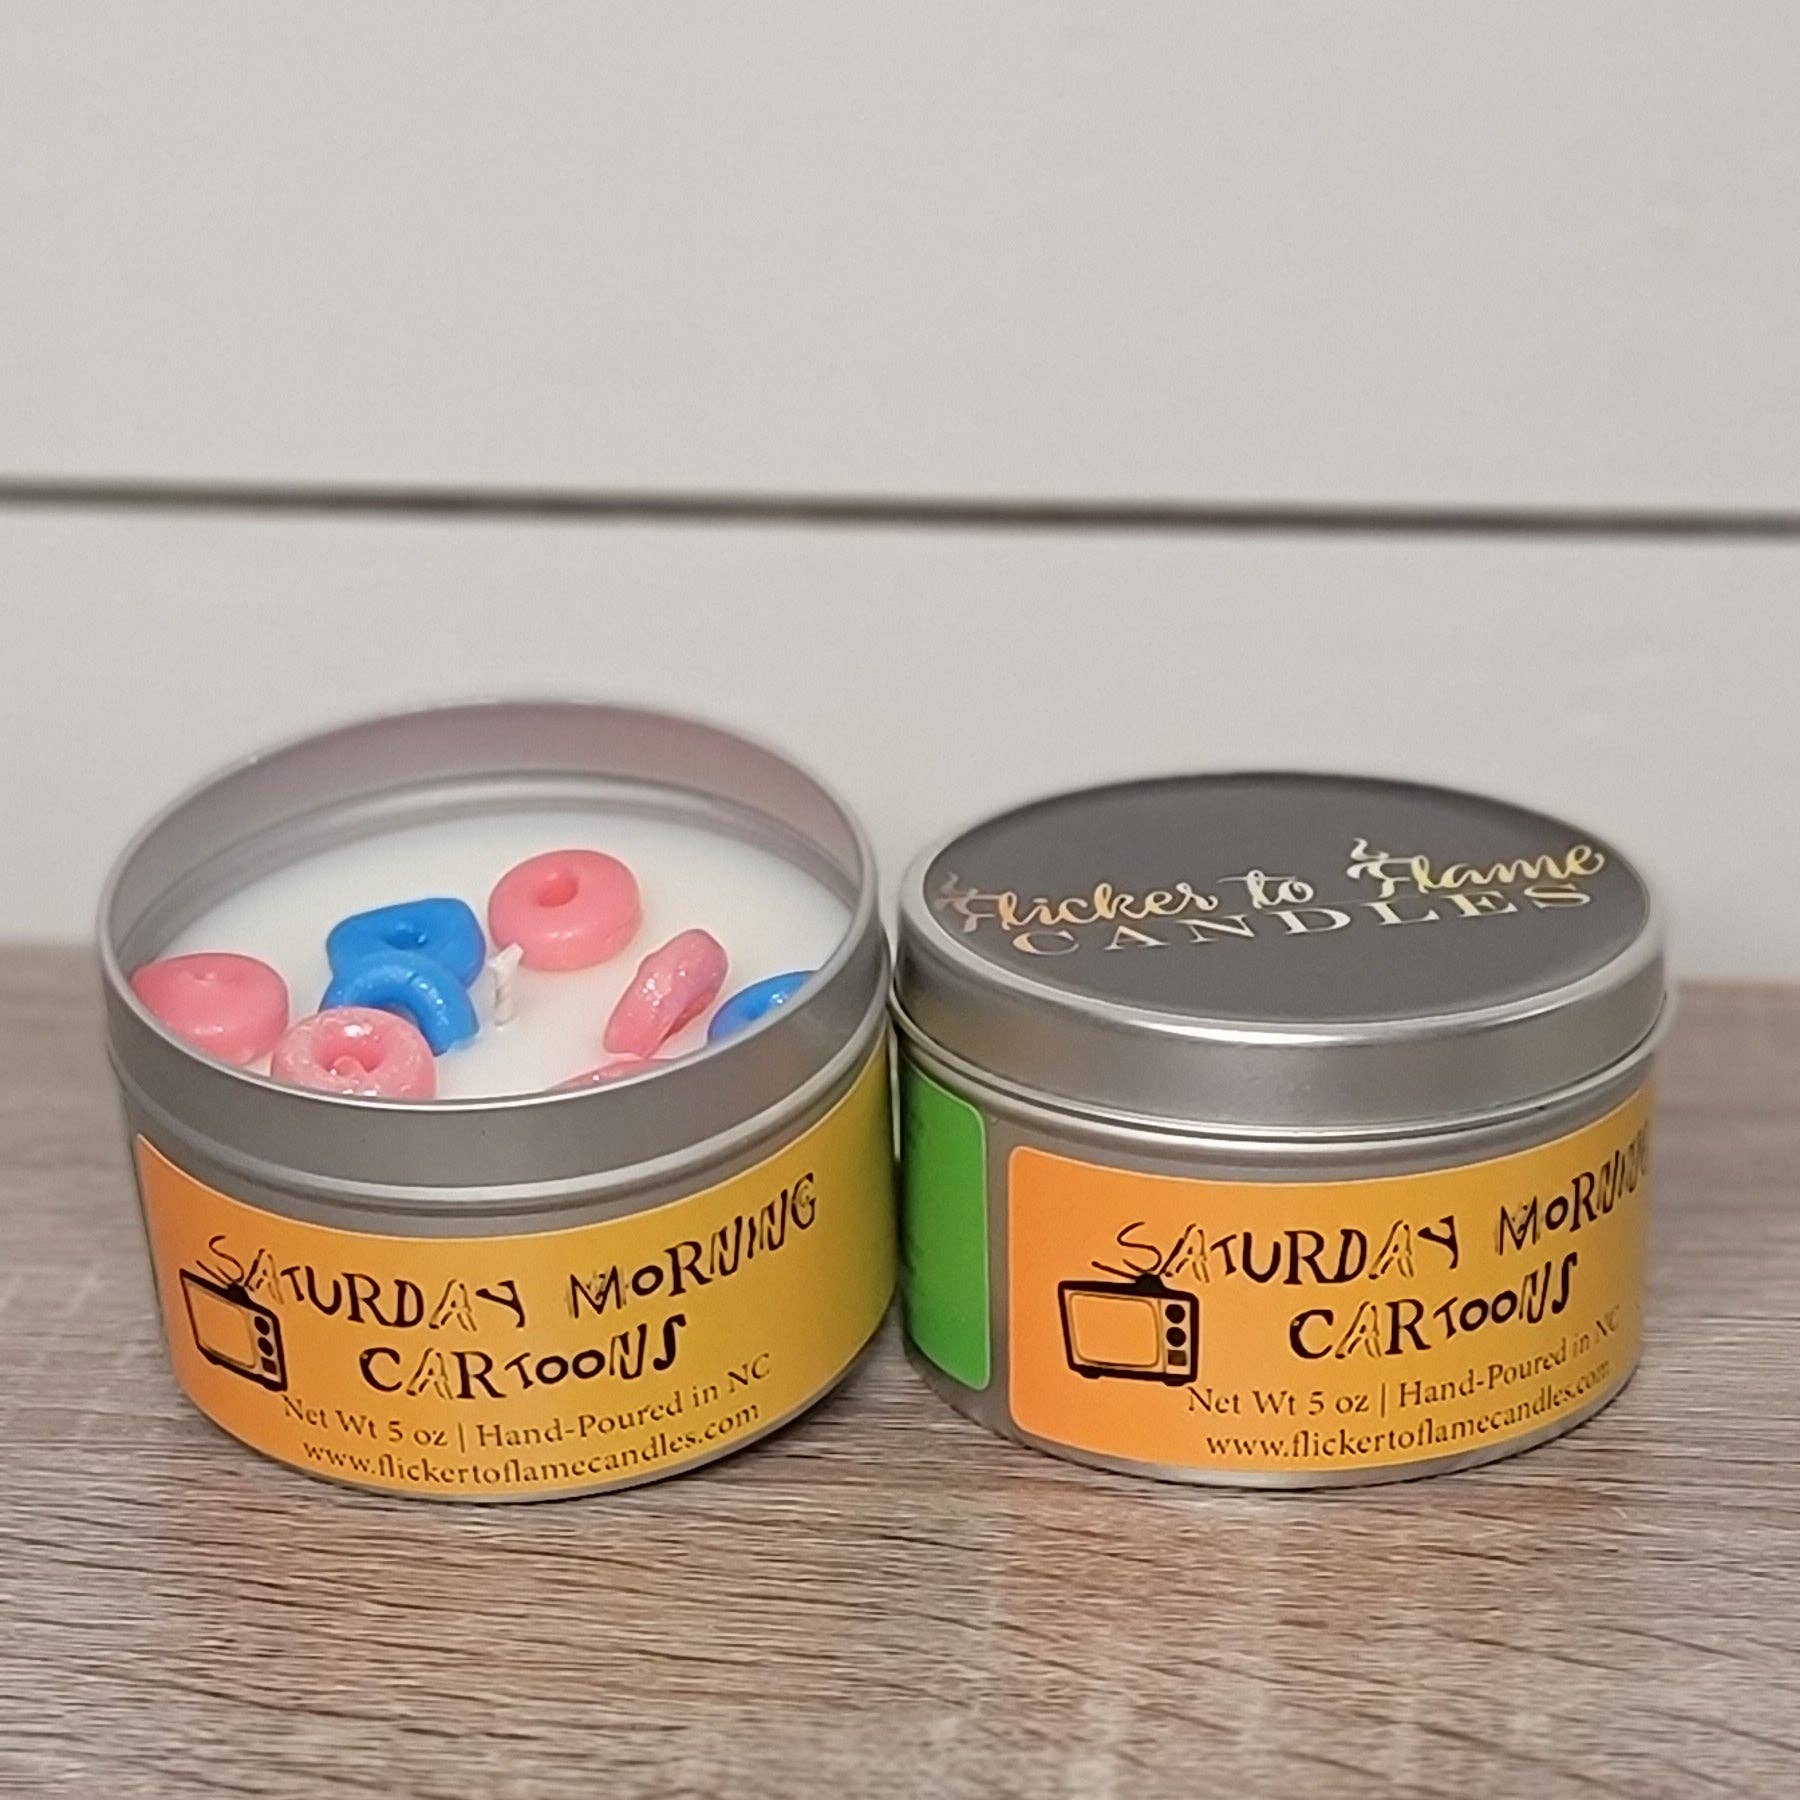 SATURDAY MORNING
CARTOONS
Net Wt 5 oz | Hand-Poured in NC
www.flickertoflamecandles.com
Flicker to Flame
CANDLES
SATURDAY MORNING
CARTOONS
Net Wt 5 oz | Hand-Poured in NC
www.flickertoflamecandles.com